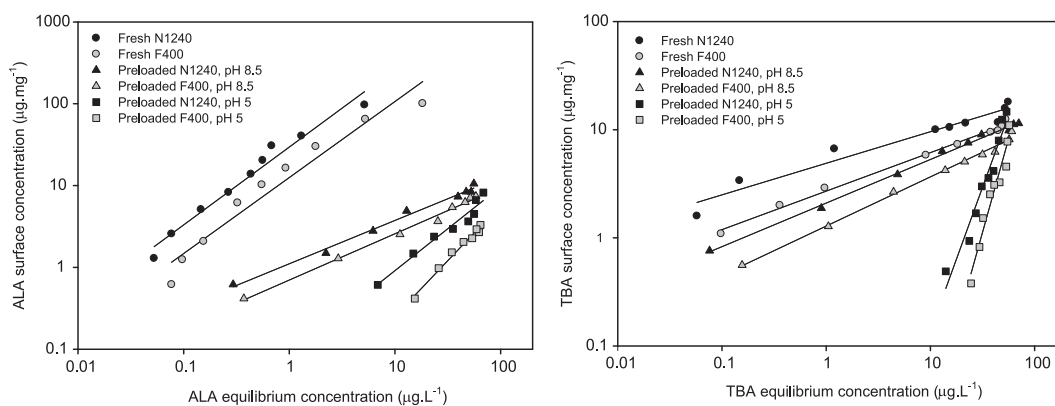 1000
100
10
1
0.1
ALA surface concentration (μg.mg⁻¹)
Fresh N1240
Fresh F400
Preloaded N1240, pH 8.5
Preloaded F400, pH 8.5
Preloaded N1240, pH 5
Preloaded F400, pH 5
0.01 0.1 1 10 100
ALA equilibrium concentration (μg.L⁻¹)
100
10
1
0.1
TBA surface concentration (μg.mg⁻¹)
Fresh N1240
Fresh F400
Preloaded N1240, pH 8.5
Preloaded F400, pH 8.5
Preloaded N1240, pH 5
Preloaded F400, pH 5
0.01 0.1 1 10 100
TBA equilibrium concentration (μg.L⁻¹)